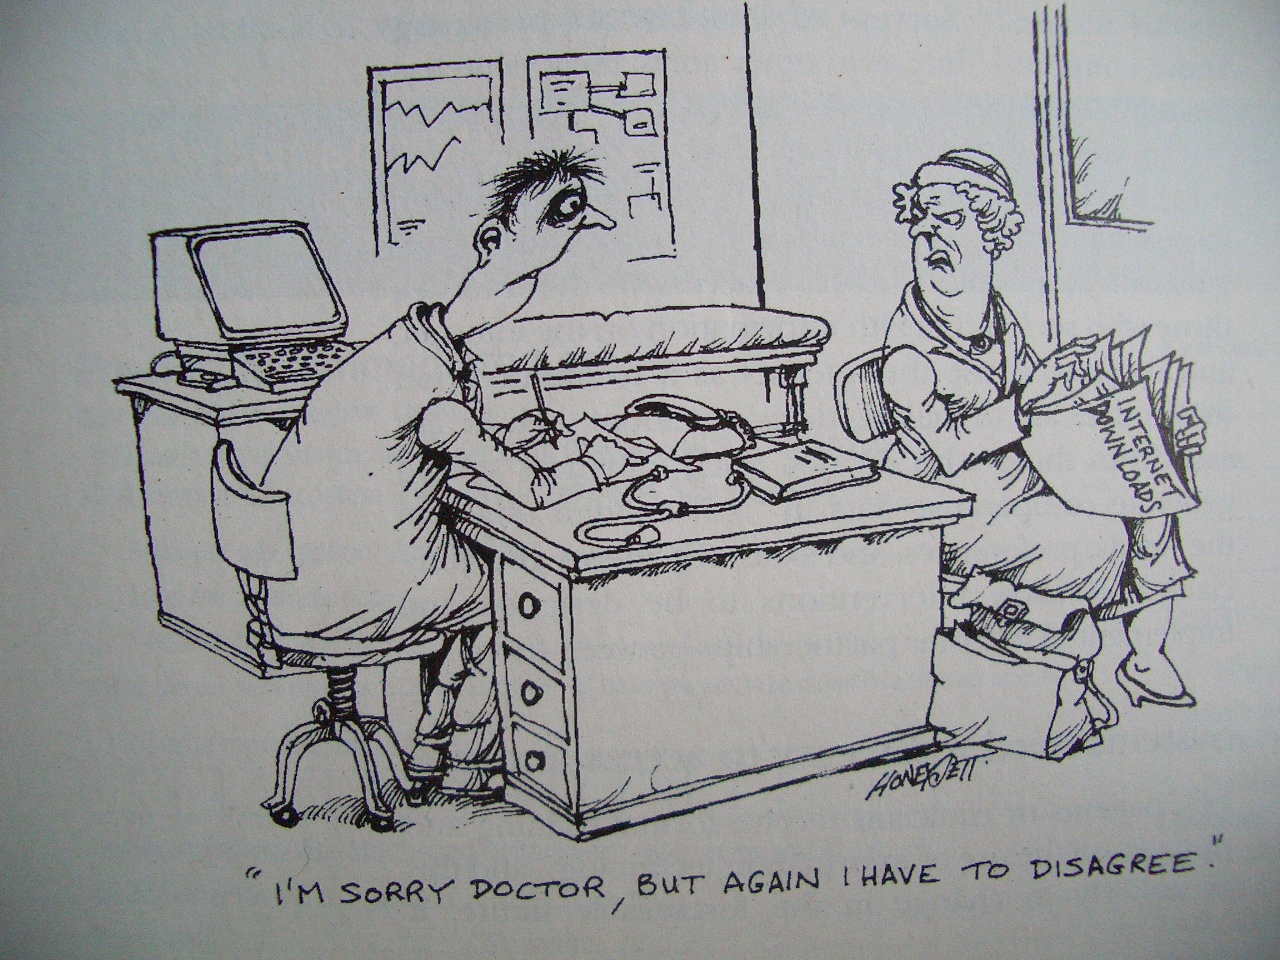 INTERNET
DOWNLOADS
HONEYSETT.
"I'M SORRY DOCTOR, BUT AGAIN I HAVE TO DISAGREE."